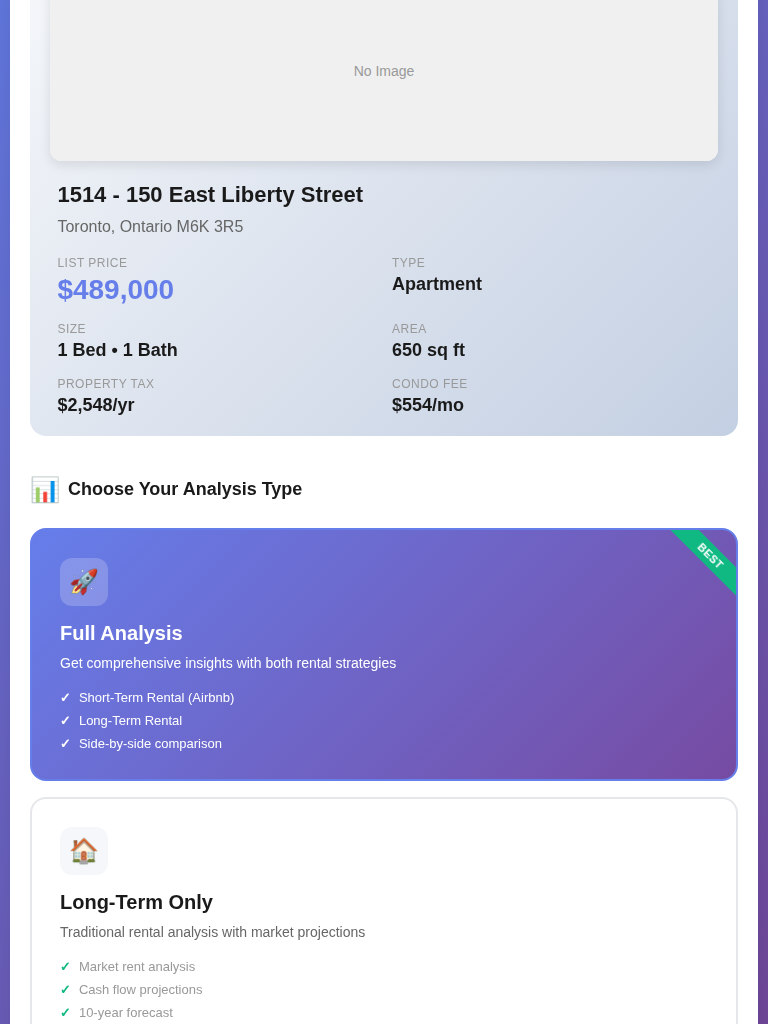 No Image
1514 - 150 East Liberty Street
Toronto, Ontario M6K 3R5
LIST PRICE
$489,000
TYPE
Apartment
SIZE
1 Bed • 1 Bath
AREA
650 sq ft
PROPERTY TAX
$2,548/yr
CONDO FEE
$554/mo
📊 Choose Your Analysis Type
BEST
🚀
Full Analysis
Get comprehensive insights with both rental strategies
✓ Short-Term Rental (Airbnb)
✓ Long-Term Rental
✓ Side-by-side comparison
🏠
Long-Term Only
Traditional rental analysis with market projections
✓ Market rent analysis
✓ Cash flow projections
✓ 10-year forecast